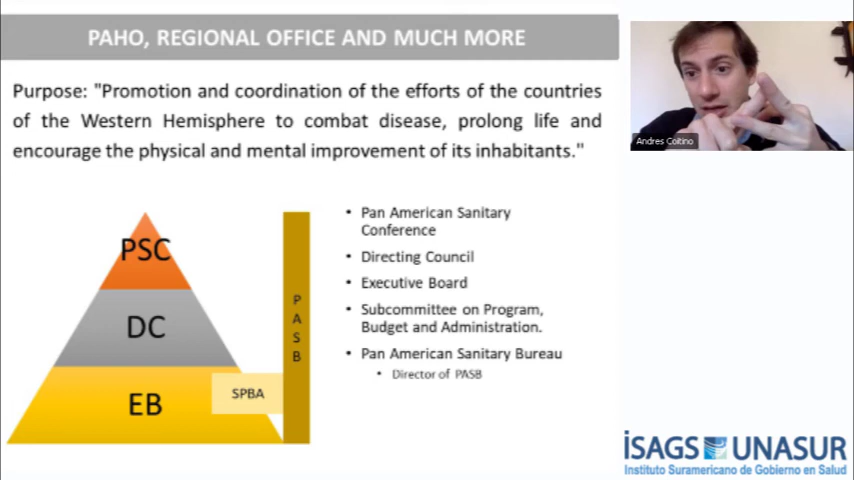 PAHO, REGIONAL OFFICE AND MUCH MORE
Purpose: "Promotion and coordination of the efforts of the countries
of the Western Hemisphere to combat disease, prolong life and
encourage the physical and mental improvement of its inhabitants."
PSC
DC
EB
SPBA
PASB
• Pan American Sanitary
Conference
• Directing Council
• Executive Board
• Subcommittee on Program,
Budget and Administration.
• Pan American Sanitary Bureau
• Director of PASB
Andres Coitino
iSAGS UNASUR
Instituto Suramericano de Gobierno en Salud